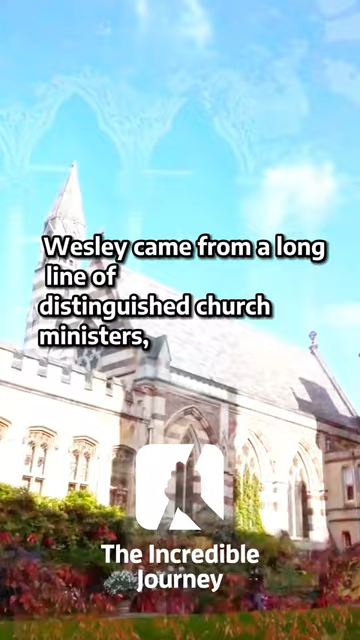 Wesley came from a long
line of
distinguished church
ministers,
The Incredible
Journey